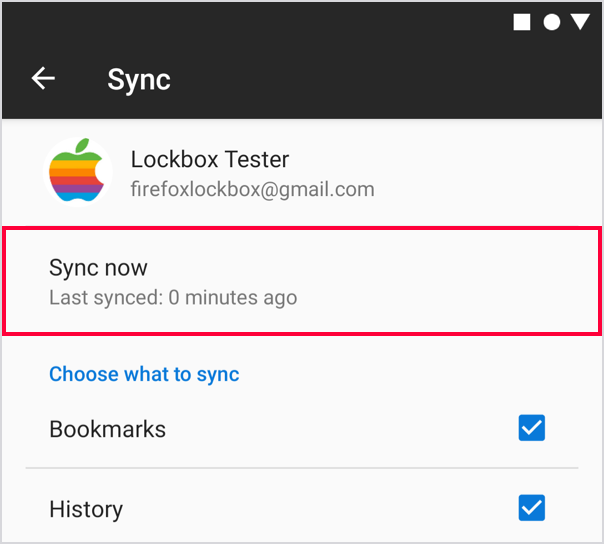 Sync
Lockbox Tester
firefoxlockbox@gmail.com
Sync now
Last synced: 0 minutes ago
Choose what to sync
Bookmarks
History